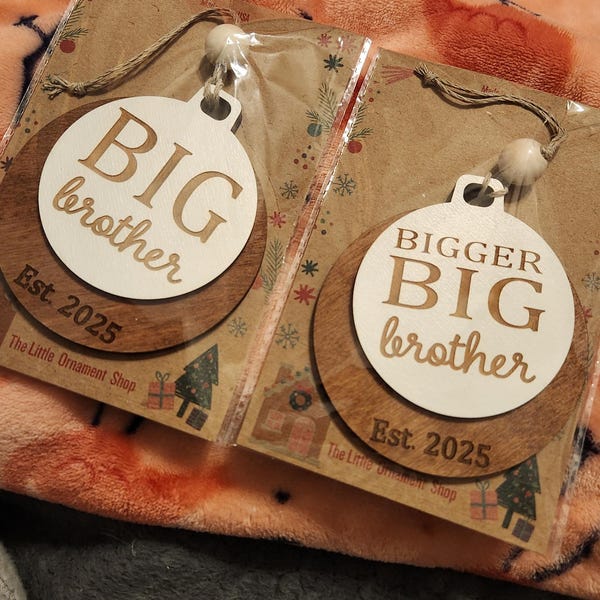 BIG
brother
Est. 2025
The Little Ornament Shop
BIGGER
BIG
brother
Est. 2025
The Little Ornament Shop